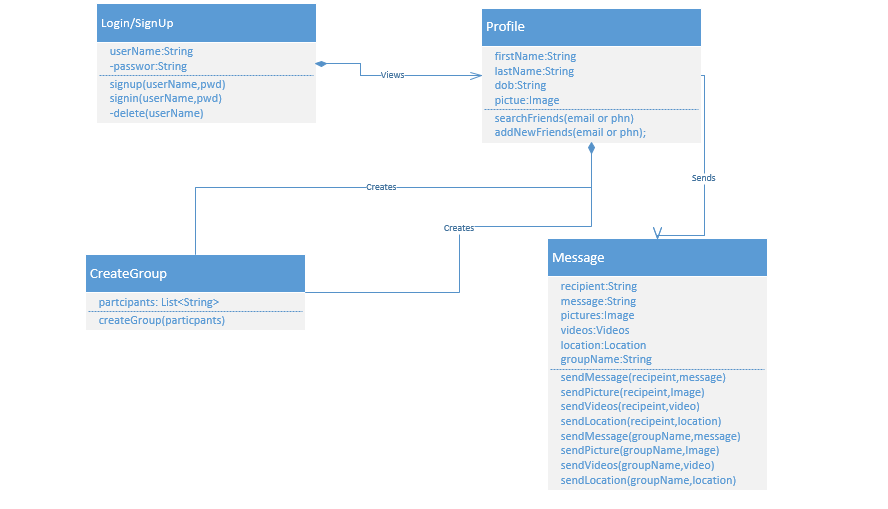 Login/SignUp
userName:String
-passwor:String
signup(userName,pwd)
signin(userName,pwd)
-delete(userName)
Views
Profile
firstName:String
lastName:String
dob:String
pictue:Image
searchFriends(email or phn)
addNewFriends(email or phn);
Sends
Creates
Creates
CreateGroup
partcipants: List<String>
createGroup(particpants)
Message
recipient:String
message:String
pictures:Image
videos:Videos
location:Location
groupName:String
sendMessage(recipeint,message)
sendPicture(recipeint,Image)
sendVideos(recipeint,video)
sendLocation(recipeint,location)
sendMessage(groupName,message)
sendPicture(groupName,Image)
sendVideos(groupName,video)
sendLocation(groupName,location)